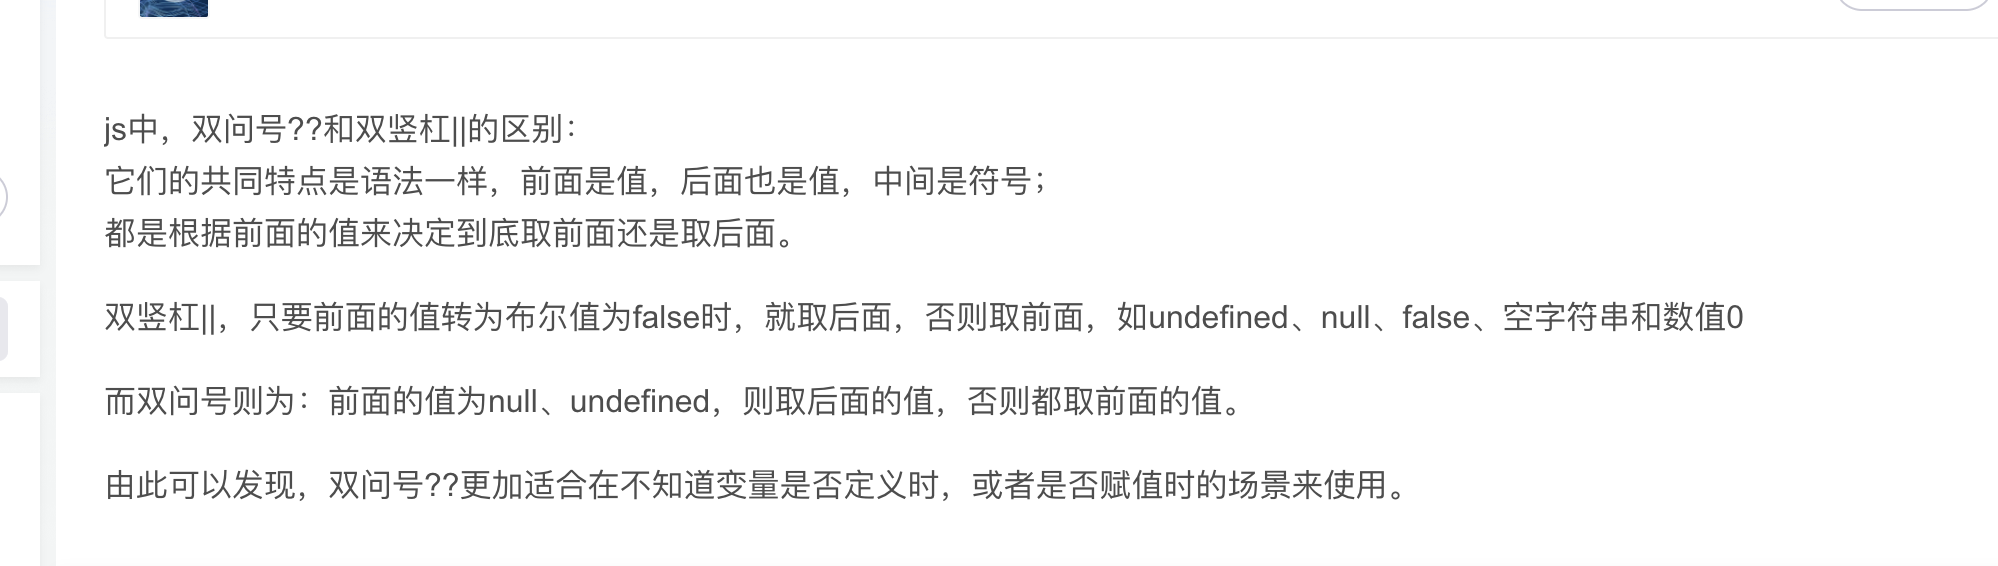 js中，双问号??和双竖杠||的区别：
它们的共同特点是语法一样，前面是值，后面也是值，中间是符号；
都是根据前面的值来决定到底取前面还是取后面。
双竖杠||，只要前面的值转为布尔值为false时，就取后面，否则取前面，如undefined、null、false、空字符串和数值0
而双问号则为：前面的值为null、undefined，则取后面的值，否则都取前面的值。
由此可以发现，双问号??更加适合在不知道变量是否定义时，或者是否赋值时的场景来使用。